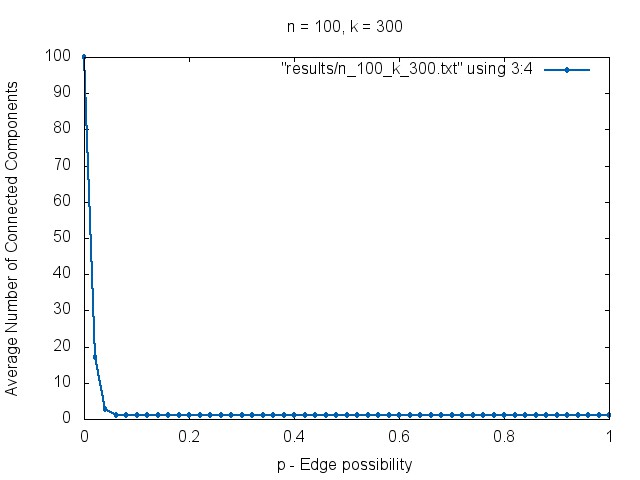 n = 100, k = 300
"results/n_100_k_300.txt" using 3:4
Average Number of Connected Components
100
90
80
70
60
50
40
30
20
10
0
0 0.2 0.4 0.6 0.8 1
p - Edge possibility